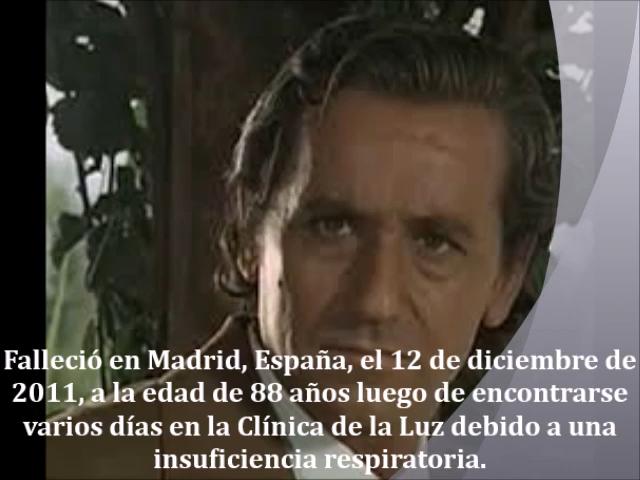 Falleció en Madrid, España, el 12 de diciembre de
2011, a la edad de 88 años luego de encontrarse
varios días en la Clínica de la Luz debido a una
insuficiencia respiratoria.